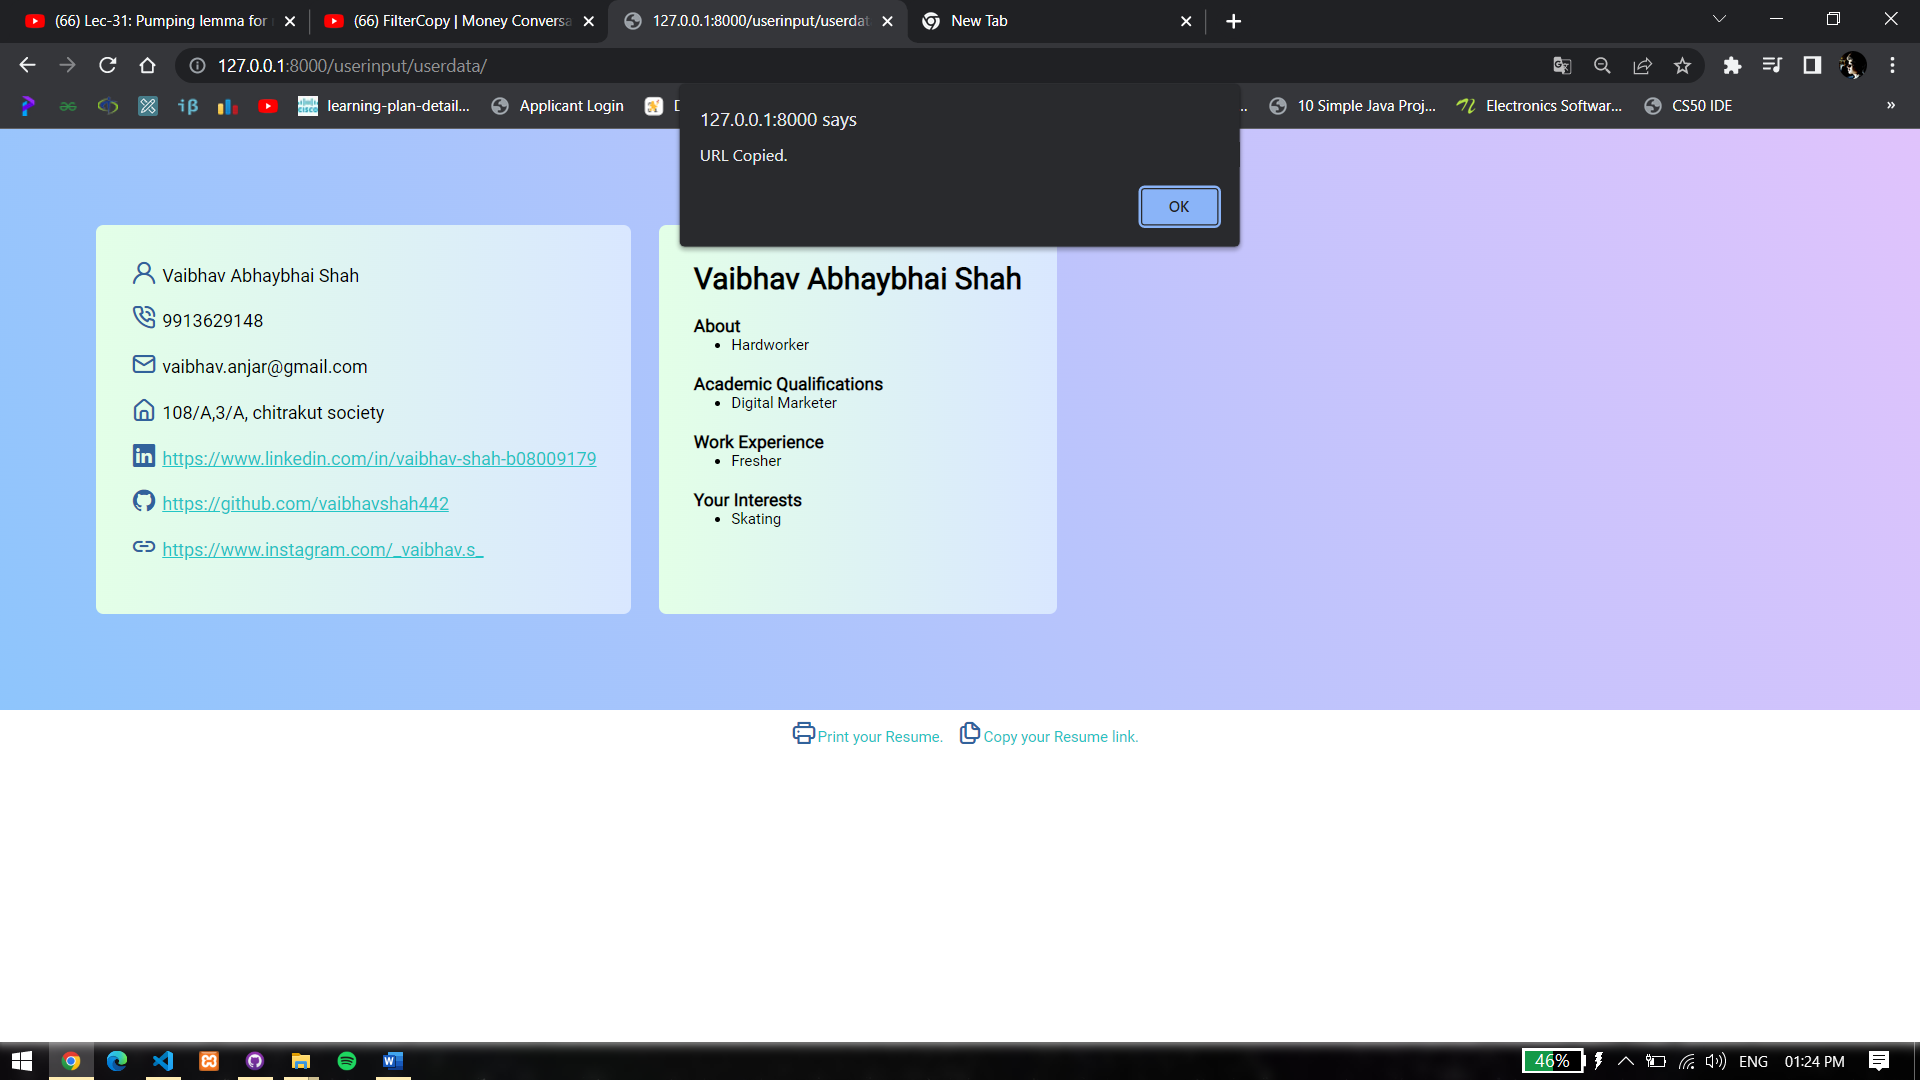 (66) Lec-31: Pumping lemma for
(66) FilterCopy | Money Conversa
127.0.0.1:8000/userinput/userdat
New Tab
127.0.0.1:8000/userinput/userdata/
learning-plan-detail...
Applicant Login
10 Simple Java Proj...
Electronics Softwar...
CS50 IDE
»
127.0.0.1:8000 says
URL Copied.
OK
Vaibhav Abhaybhai Shah
9913629148
vaibhav.anjar@gmail.com
108/A,3/A, chitrakut society
https://www.linkedin.com/in/vaibhav-shah-b08009179
https://github.com/vaibhavshah442
https://www.instagram.com/_vaibhav.s_
Vaibhav Abhaybhai Shah
About
• Hardworker
Academic Qualifications
• Digital Marketer
Work Experience
• Fresher
Your Interests
• Skating
Print your Resume.
Copy your Resume link.
46%
ENG
01:24 PM